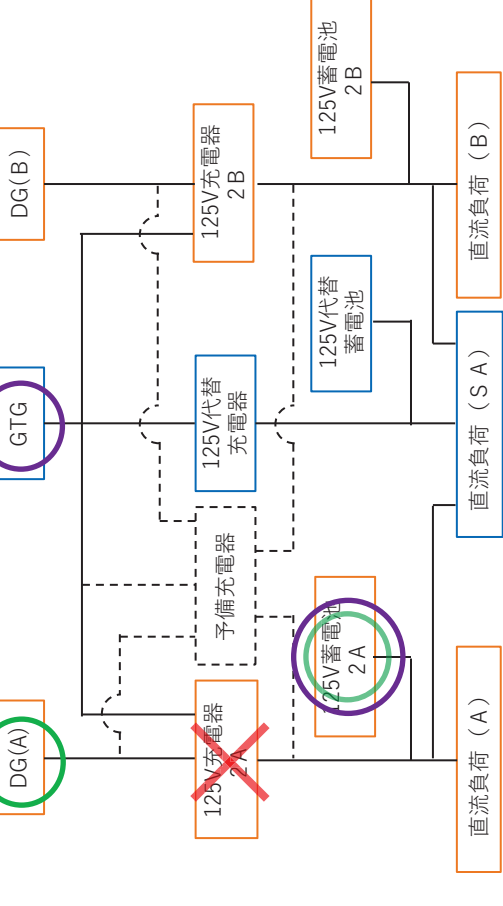 DG(B)
GTG
DG(A)
125V充電器
2B
125V代替
充電器
予備充電器
125V充電器
2A
125V蓄電池
2B
125V代替
蓄電池
125V蓄電池
2A
直流負荷（B）
直流負荷（SA）
直流負荷（A）